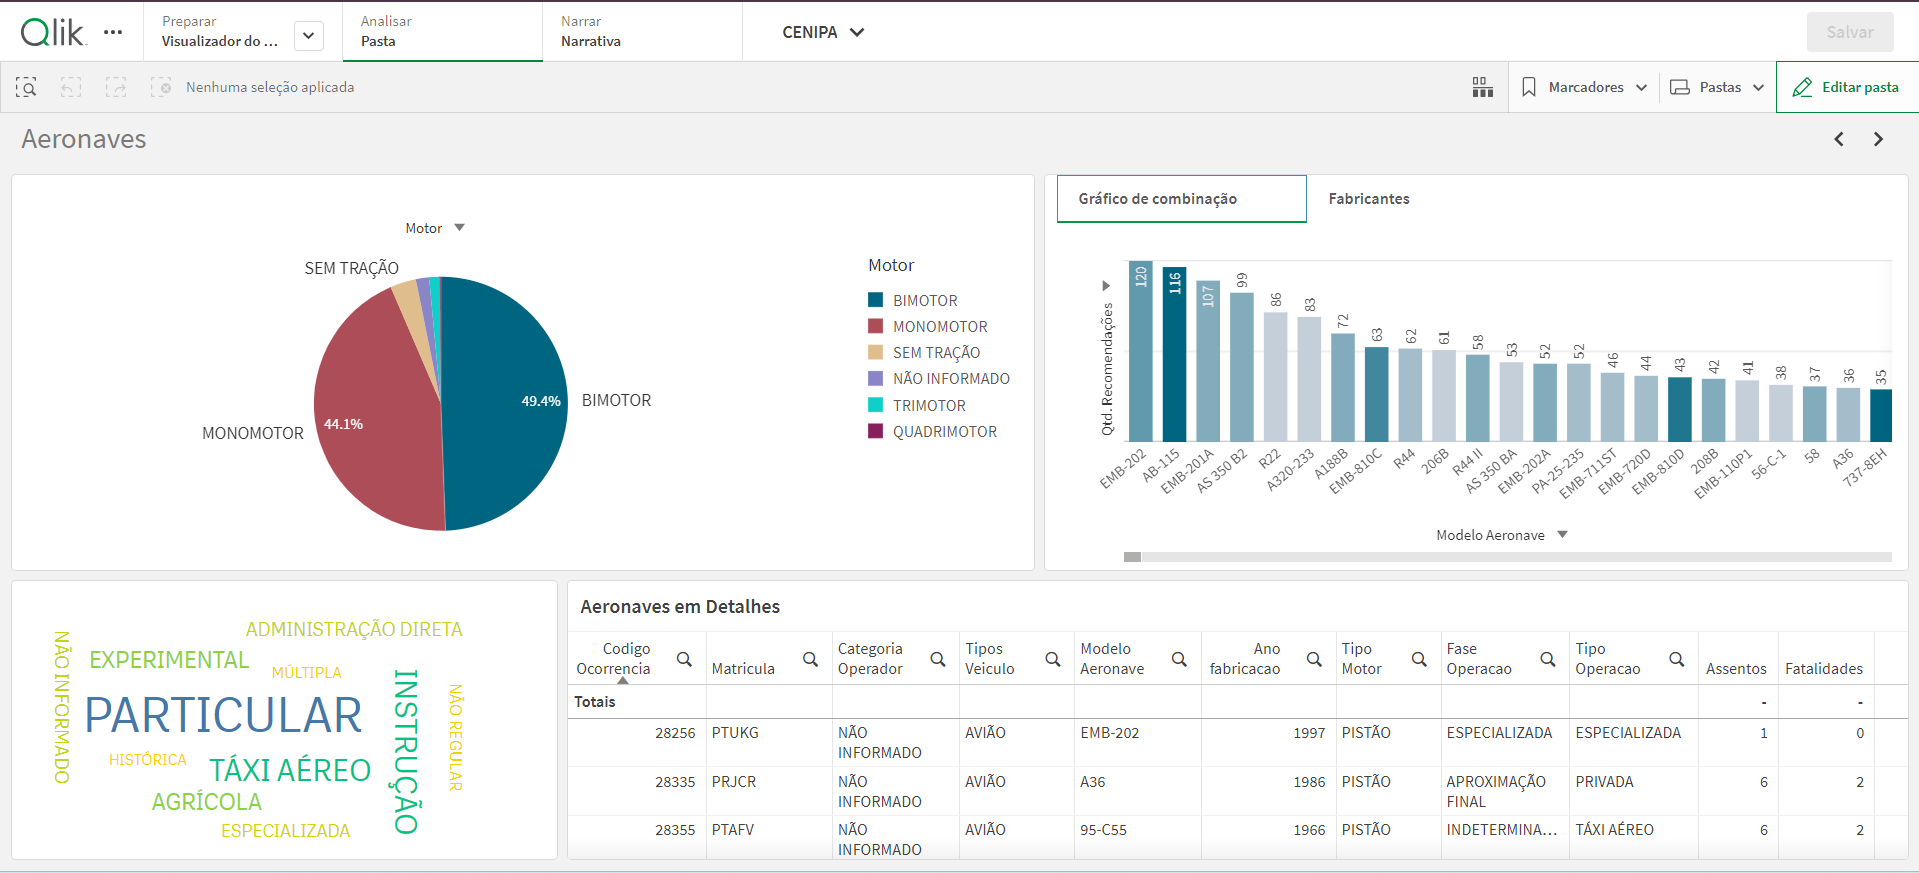 Qlik
Preparar
Visualizador do ...
Analisar
Pasta
Narrar
Narrativa
CENIPA
Salvar
Nenhuma seleção aplicada
Marcadores
Pastas
Editar pasta
Aeronaves
Motor
SEM TRAÇÃO
MONOMOTOR
44.1%
49.4%
BIMOTOR
Motor
BIMOTOR
MONOMOTOR
SEM TRAÇÃO
NÃO INFORMADO
TRIMOTOR
QUADRIMOTOR
Gráfico de combinação
Fabricantes
Qtd. Recomendações
120 116 107 99 86 83 72 63 62 61 58 53 52 52 46 44 43 42 41 38 37 36 35
EMB-202 AB-115 EMB-201A AS 350 B2 R22 A320-233 A188B EMB-810C R44 206B R44 II AS 350 BA EMB-202A PA-25-235 EMB-711ST EMB-720D EMB-810D 208B EMB-110P1 56-C-1 58 A36 737-8EH
Modelo Aeronave
ADMINISTRAÇÃO DIRETA
NÃO INFORMADO
EXPERIMENTAL
MÚLTIPLA
PARTICULAR
INSTRUÇÃO
NÃO REGULAR
HISTÓRICA
TÁXI AÉREO
AGRÍCOLA
ESPECIALIZADA
Aeronaves em Detalhes
Codigo Ocorrencia Matricula Categoria Operador Tipos Veiculo Modelo Aeronave Ano fabricacao Tipo Motor Fase Operacao Tipo Operacao Assentos Fatalidades
Totais - -
28256 PTUKG NÃO INFORMADO AVIÃO EMB-202 1997 PISTÃO ESPECIALIZADA ESPECIALIZADA 1 0
28335 PRJCR NÃO INFORMADO AVIÃO A36 1986 PISTÃO APROXIMAÇÃO FINAL PRIVADA 6 2
28355 PTAFV NÃO INFORMADO AVIÃO 95-C55 1966 PISTÃO INDETERMINA... TÁXI AÉREO 6 2